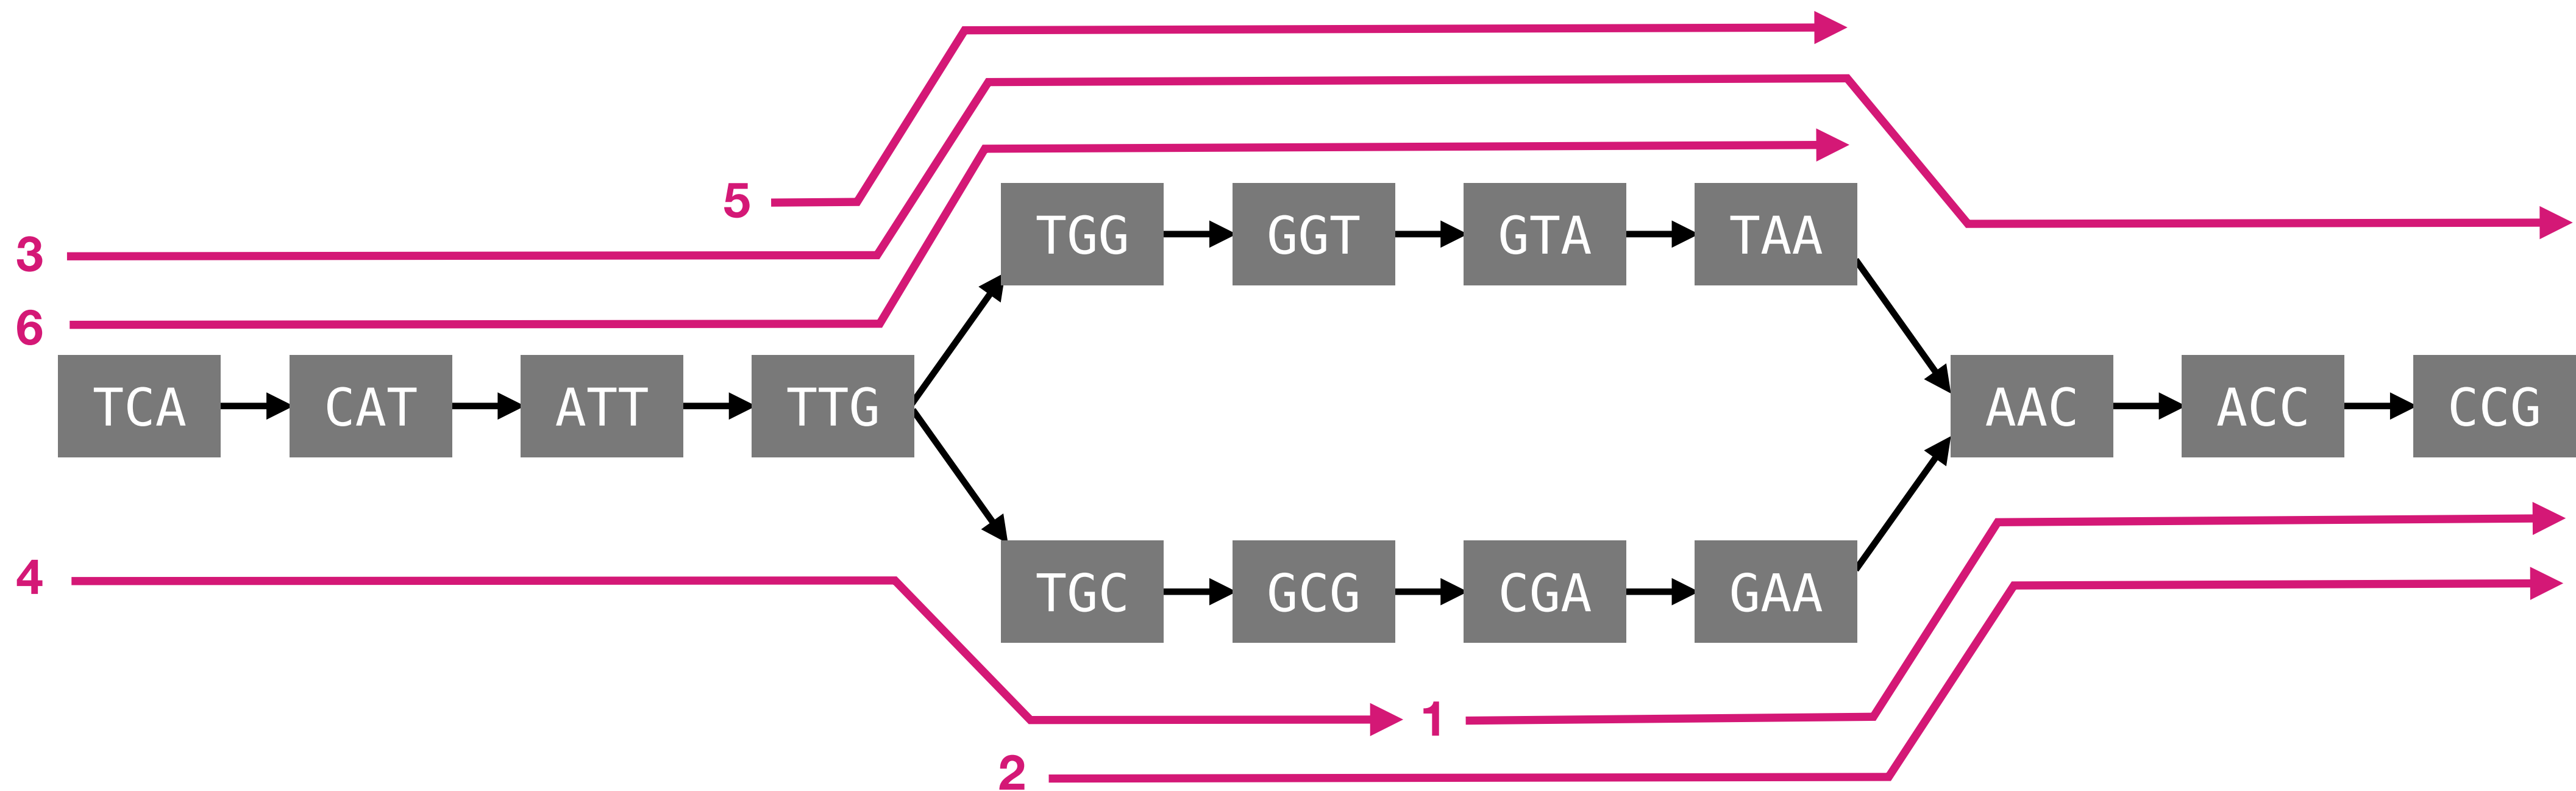 5
TGG GGT GTA TAA
3
6
TCA CAT ATT TTG AAC ACC CCG
4
TGC GCG CGA GAA
1
2